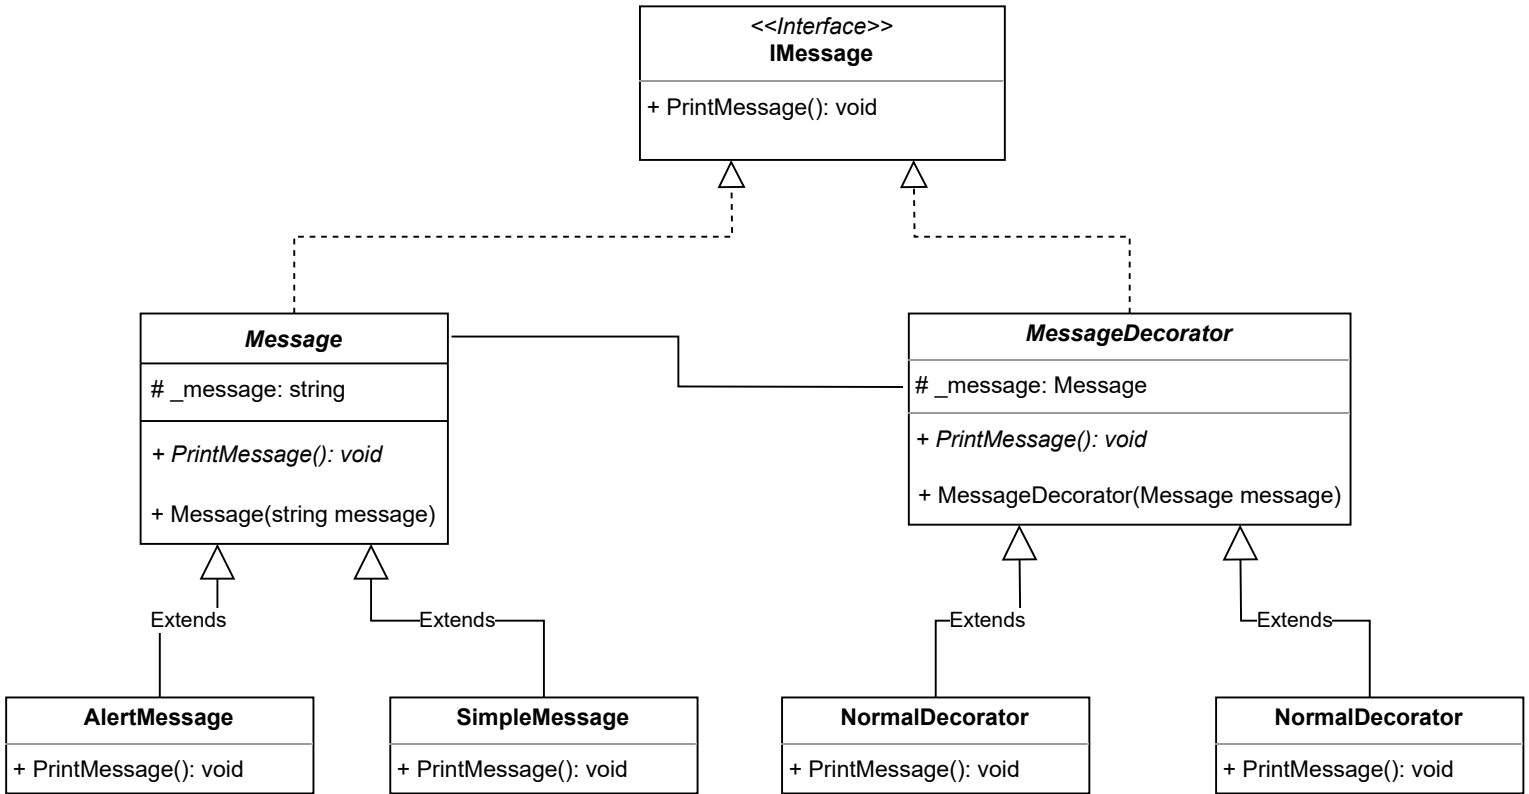 <<Interface>>
IMessage
+ PrintMessage(): void
Message
# _message: string
+ PrintMessage(): void
+ Message(string message)
MessageDecorator
# _message: Message
+ PrintMessage(): void
+ MessageDecorator(Message message)
Extends
Extends
Extends
Extends
AlertMessage
+ PrintMessage(): void
SimpleMessage
+ PrintMessage(): void
NormalDecorator
+ PrintMessage(): void
NormalDecorator
+ PrintMessage(): void